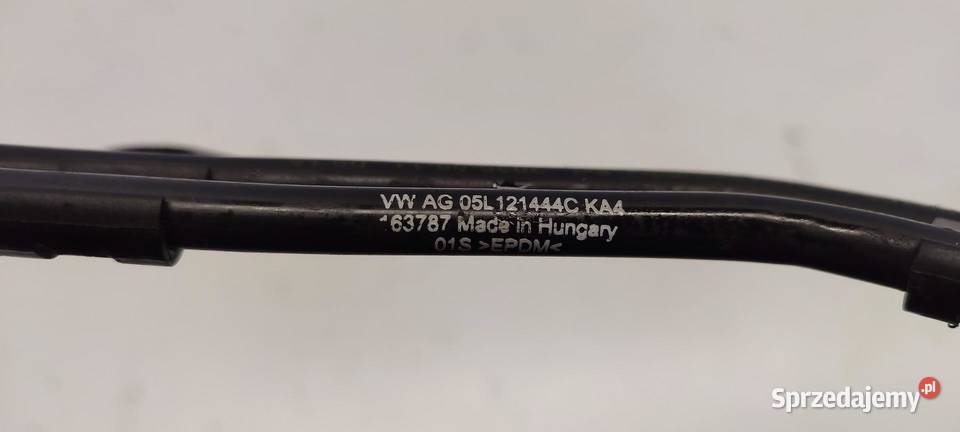 VW AG 05L121444C KA4
163787 Made in Hungary
01S >EPDM<
Sprzedajemy.pl